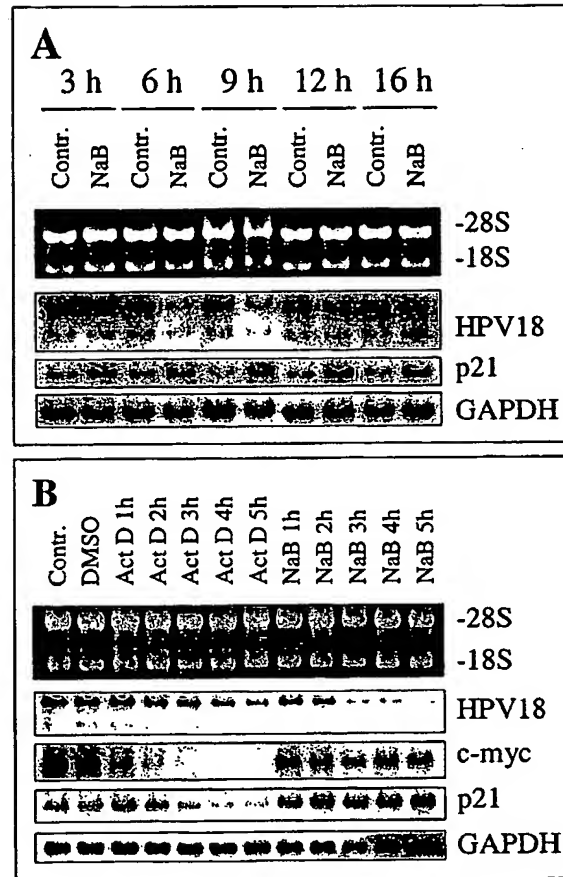 A
3 h 6 h 9 h 12 h 16 h
Contr. NaB Contr. NaB Contr. NaB Contr. NaB Contr. NaB
-28S
-18S
HPV18
p21
GAPDH
B
Contr. DMSO Act D 1h Act D 2h Act D 3h Act D 4h Act D 5h NaB 1h NaB 2h NaB 3h NaB 4h NaB 5h
-28S
-18S
HPV18
c-myc
p21
GAPDH